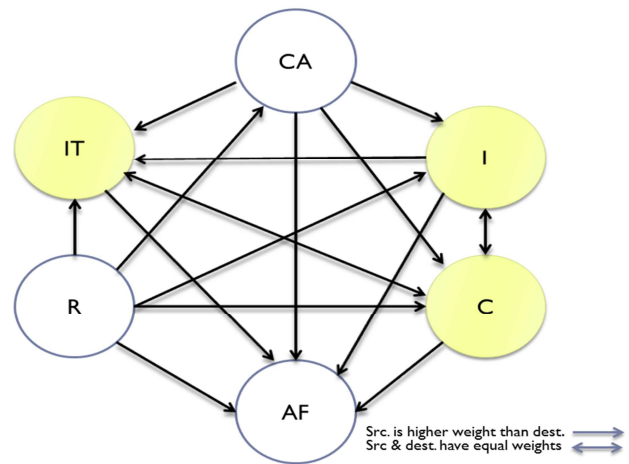 CA
IT
I
R
C
AF
Src. is higher weight than dest.
Src & dest. have equal weights